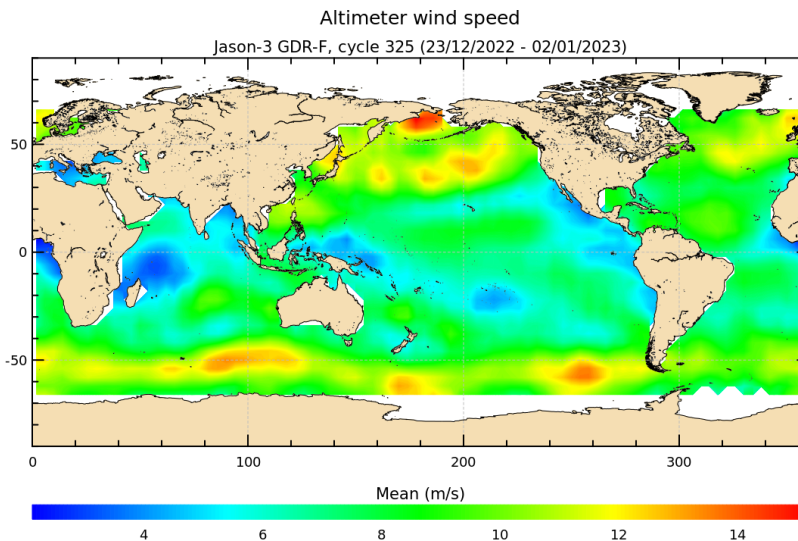 Altimeter wind speed
Jason-3 GDR-F, cycle 325 (23/12/2022 - 02/01/2023)
50
0
-50
0 100 200 300
Mean (m/s)
4 6 8 10 12 14